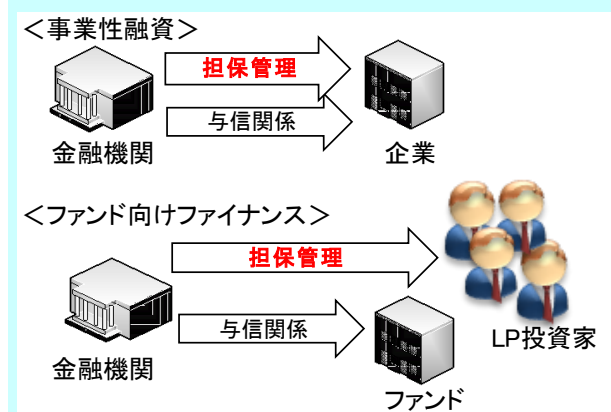 ＜事業性融資＞
担保管理
与信関係
金融機関
企業
＜ファンド向けファイナンス＞
担保管理
与信関係
LP投資家
金融機関
ファンド